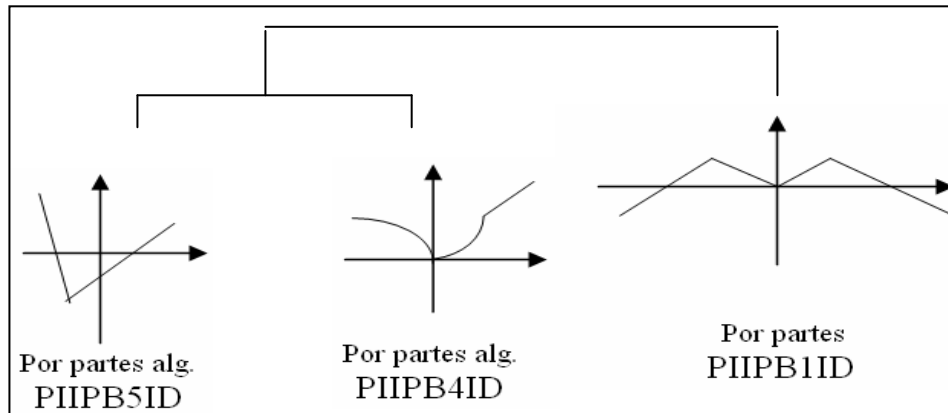 Por partes alg.
PIIPB5ID
Por partes alg.
PIIPB4ID
Por partes
PIIPB1ID